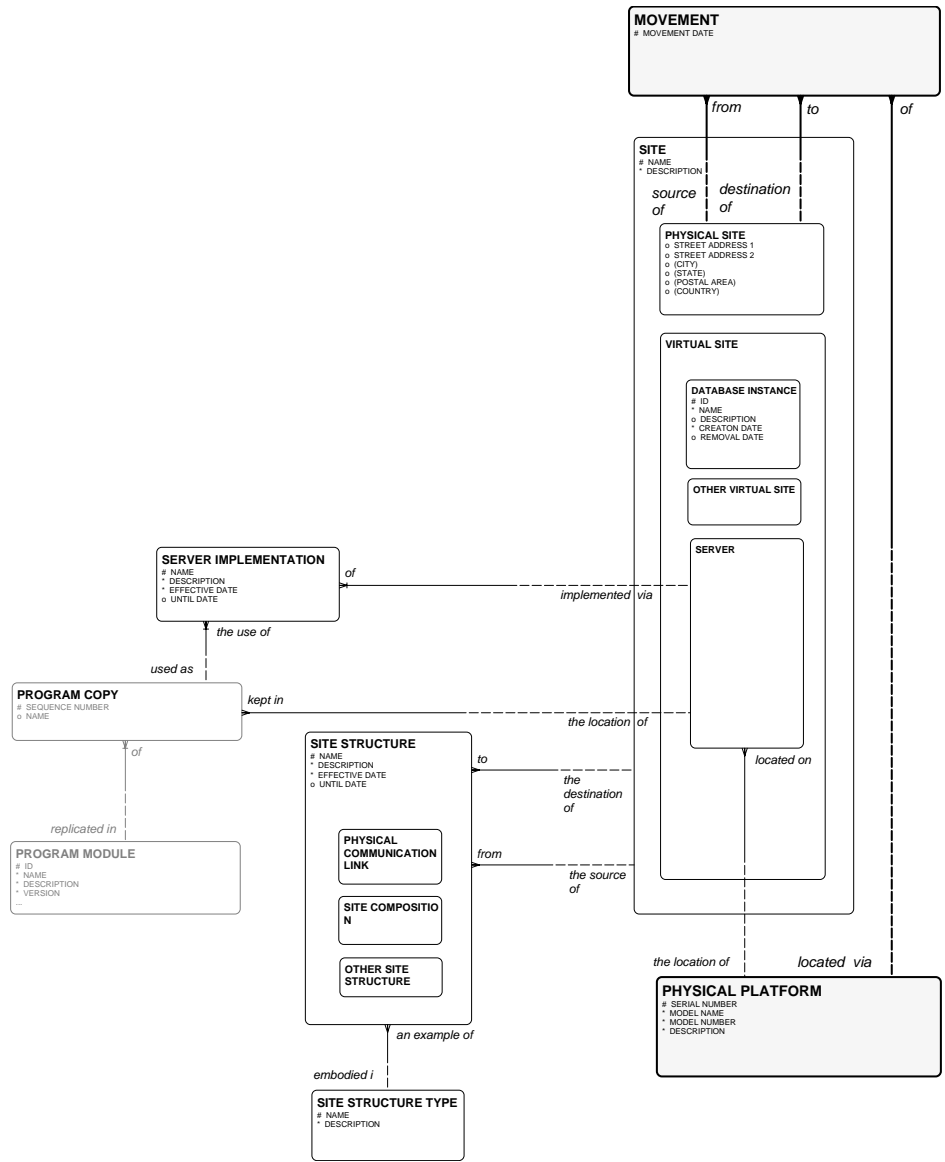 MOVEMENT
# MOVEMENT DATE
from
to
of
SITE
# NAME
* DESCRIPTION
source
of
destination
of
PHYSICAL SITE
o STREET ADDRESS 1
o STREET ADDRESS 2
o (CITY)
o (STATE)
o (POSTAL AREA)
o (COUNTRY)
VIRTUAL SITE
DATABASE INSTANCE
# ID
* NAME
o DESCRIPTION
* CREATON DATE
o REMOVAL DATE
OTHER VIRTUAL SITE
SERVER
SERVER IMPLEMENTATION
# NAME
* DESCRIPTION
* EFFECTIVE DATE
o UNTIL DATE
of
implemented via
the use of
used as
PROGRAM COPY
# SEQUENCE NUMBER
o NAME
kept in
the location of
of
replicated in
PROGRAM MODULE
# ID
* NAME
* DESCRIPTION
* VERSION
...
SITE STRUCTURE
# NAME
* DESCRIPTION
* EFFECTIVE DATE
o UNTIL DATE
to
the
destination
of
located on
PHYSICAL
COMMUNICATION
LINK
from
the source
of
SITE COMPOSITIO
N
OTHER SITE
STRUCTURE
the location of
located via
PHYSICAL PLATFORM
# SERIAL NUMBER
* MODEL NAME
* MODEL NUMBER
* DESCRIPTION
an example of
embodied i
SITE STRUCTURE TYPE
# NAME
* DESCRIPTION